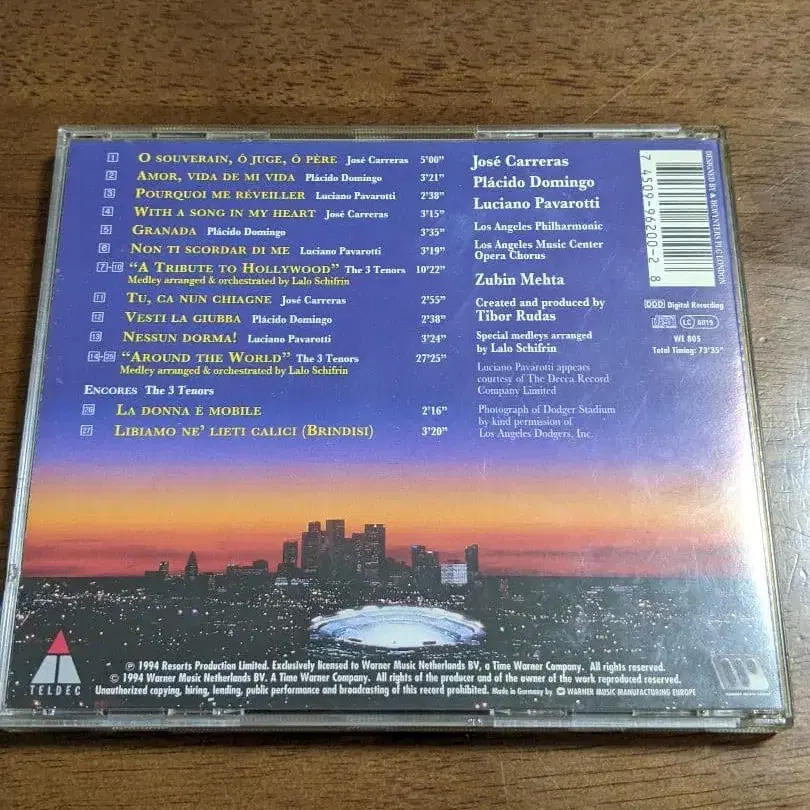 1 O SOUVERAIN, Ô JUGE, Ô PÈRE José Carreras 5'00"
2 AMOR, VIDA DE MI VIDA Plácido Domingo 3'21"
3 POURQUOI ME RÉVEILLER Luciano Pavarotti 2'38"
4 WITH A SONG IN MY HEART José Carreras 3'15"
5 GRANADA Plácido Domingo 3'35"
6 NON TI SCORDAR DI ME Luciano Pavarotti 3'19"
7-10 "A TRIBUTE TO HOLLYWOOD" The 3 Tenors 10'22"
Medley arranged & orchestrated by Lalo Schifrin
11 TU, CA NUN CHIAGNE José Carreras 2'55"
12 VESTI LA GIUBBA Plácido Domingo 2'38"
13 NESSUN DORMA! Luciano Pavarotti 3'24"
14-25 "AROUND THE WORLD" The 3 Tenors 27'25"
Medley arranged & orchestrated by Lalo Schifrin
ENCORES The 3 Tenors
26 LA DONNA È MOBILE 2'16"
27 LIBIAMO NE' LIETI CALICI (BRINDISI) 3'20"
José Carreras
Plácido Domingo
Luciano Pavarotti
Los Angeles Philharmonic
Los Angeles Music Center
Opera Chorus
Zubin Mehta
Created and produced by
Tibor Rudas
Special medleys arranged
by Lalo Schifrin
Luciano Pavarotti appears
courtesy of The Decca Record
Company Limited
Photograph of Dodger Stadium
by kind permission of
Los Angeles Dodgers, Inc.
7 45099-6200-2 8
DESIGNED BY DEWYNTERS PLC LONDON
DDD Digital Recording
LC 6019
WE 805
Total Timing: 73'35"
TELDEC
℗ 1994 Resorts Production Limited. Exclusively licensed to Warner Music Netherlands BV, a Time Warner Company. All rights reserved.
© 1994 Warner Music Netherlands BV. A Time Warner Company. All rights of the producer and of the owner of the work reproduced reserved.
Unauthorized copying, hiring, lending, public performance and broadcasting of this record prohibited. Made in Germany by WARNER MUSIC MANUFACTURING EUROPE